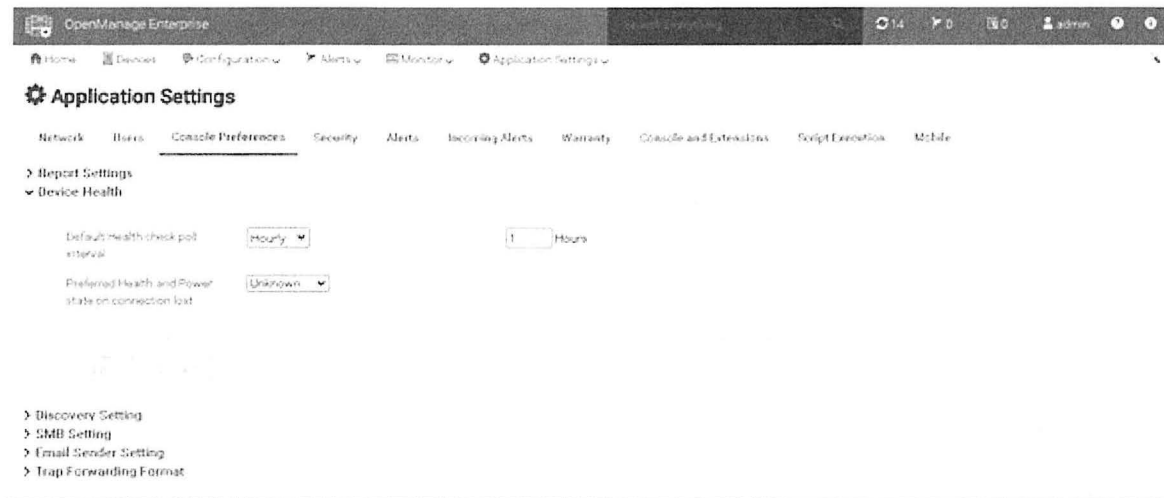 OpenManage Enterprise Search Everything 14 0 0 admin
Home Devices Configuration Alerts Monitor Application Settings
Application Settings
Network Users Console Preferences Security Alerts Incoming Alerts Warranty Console and Extensions Script Execution Mobile
Report Settings
Device Health
Default Health check poll Hourly 1 Hours
interval
Preferred Health and Power Unknown
state on connection lost
Discovery Setting
SMB Setting
Email Sender Setting
Trap Forwarding Format